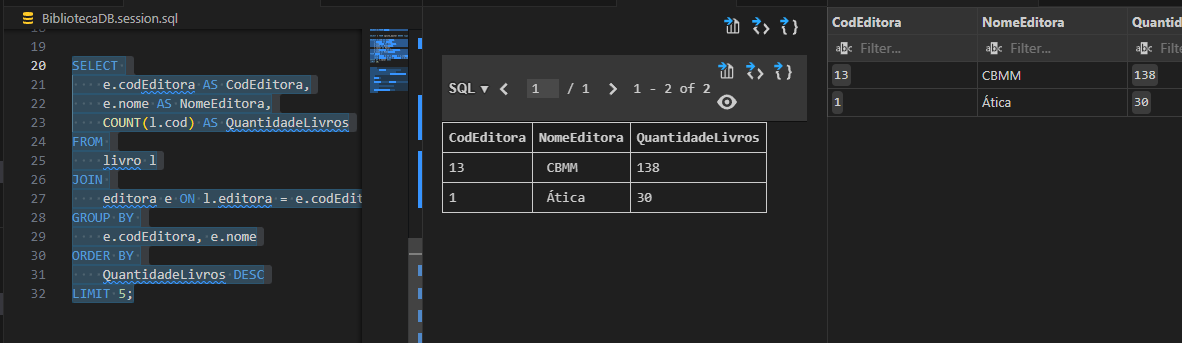 BibliotecaDB.session.sql
19
20 SELECT
21 e.codEditora AS CodEditora,
22 e.nome AS NomeEditora,
23 COUNT(l.cod) AS QuantidadeLivros
24 FROM
25 livro l
26 JOIN
27 editora e ON l.editora = e.codEdit
28 GROUP BY
29 e.codEditora, e.nome
30 ORDER BY
31 QuantidadeLivros DESC
32 LIMIT 5;
SQL 1 / 1 1 - 2 of 2
CodEditora NomeEditora QuantidadeLivros
13 CBMM 138
1 Ática 30
CodEditora NomeEditora Quantid
abc Filter... abc Filter... abc
13 CBMM 138
1 Ática 30